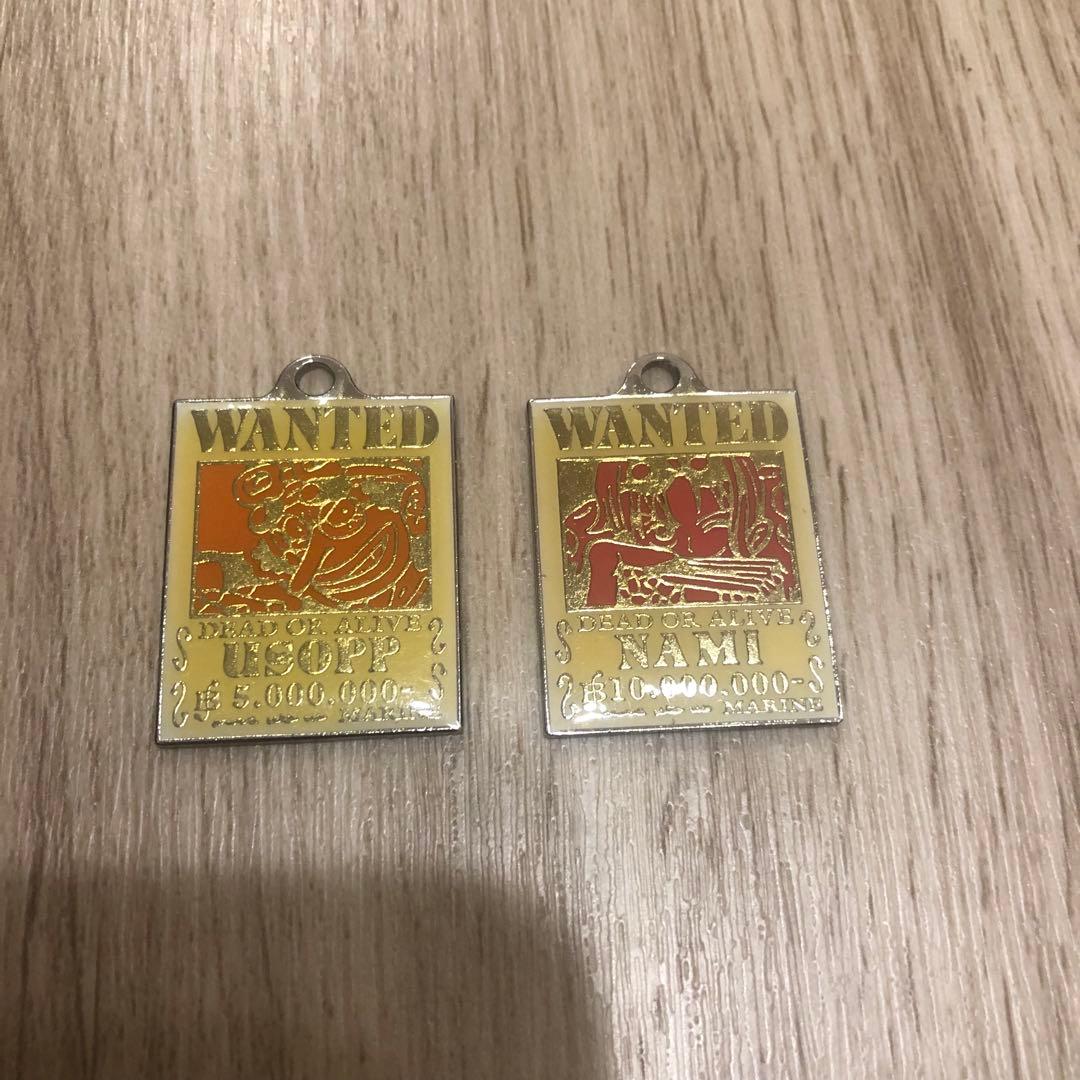 WANTED
DEAD OR ALIVE
USOPP
฿ 5.000.000-
MARINE
WANTED
DEAD OR ALIVE
NAMI
฿10.000.000-
MARINE